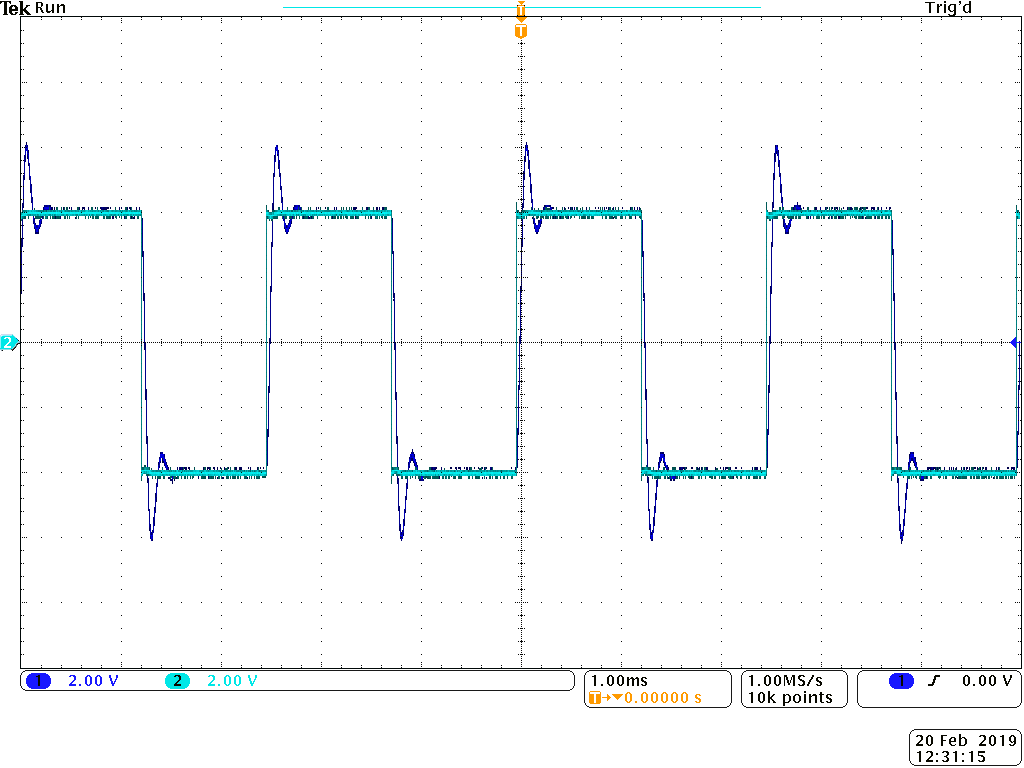 Tek Run Trig'd
T
T
2
1 2.00 V 2 2.00 V 1.00ms 1.00MS/s 1 0.00 V
T 0.00000 s 10k points
20 Feb 2019
12:31:15